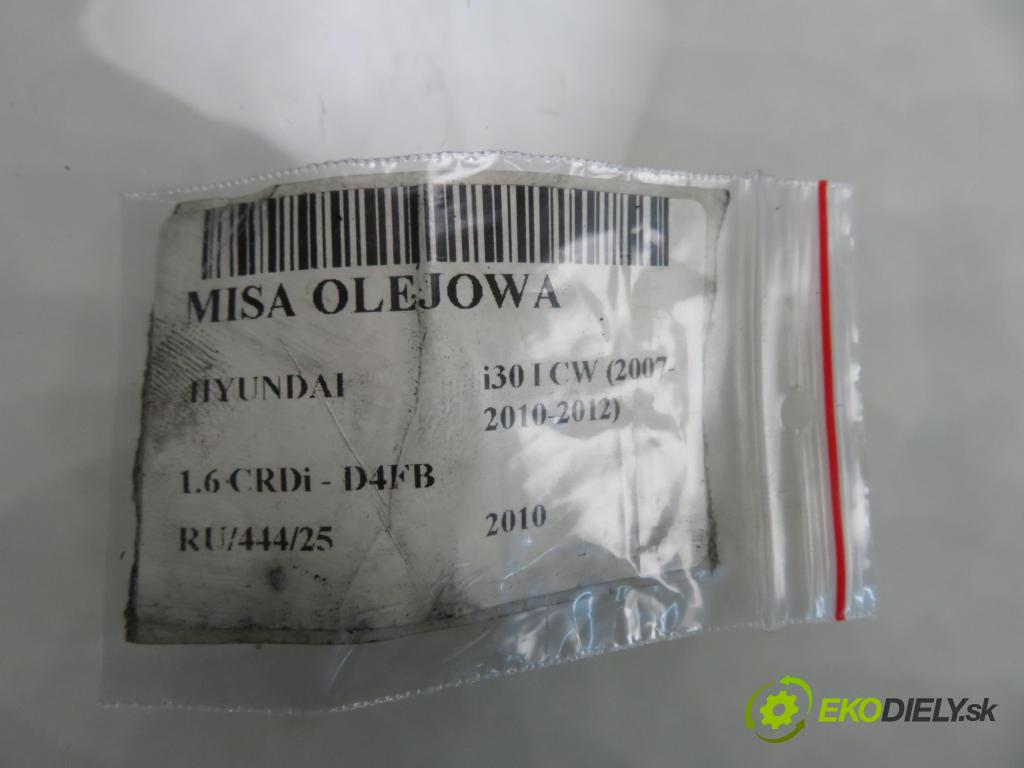 MISA OLEJOWA
HYUNDAI
i30 I CW (2007-
2010-2012)
1.6 CRDi - D4FB
RU/444/25
2010
EKODIELY.sk